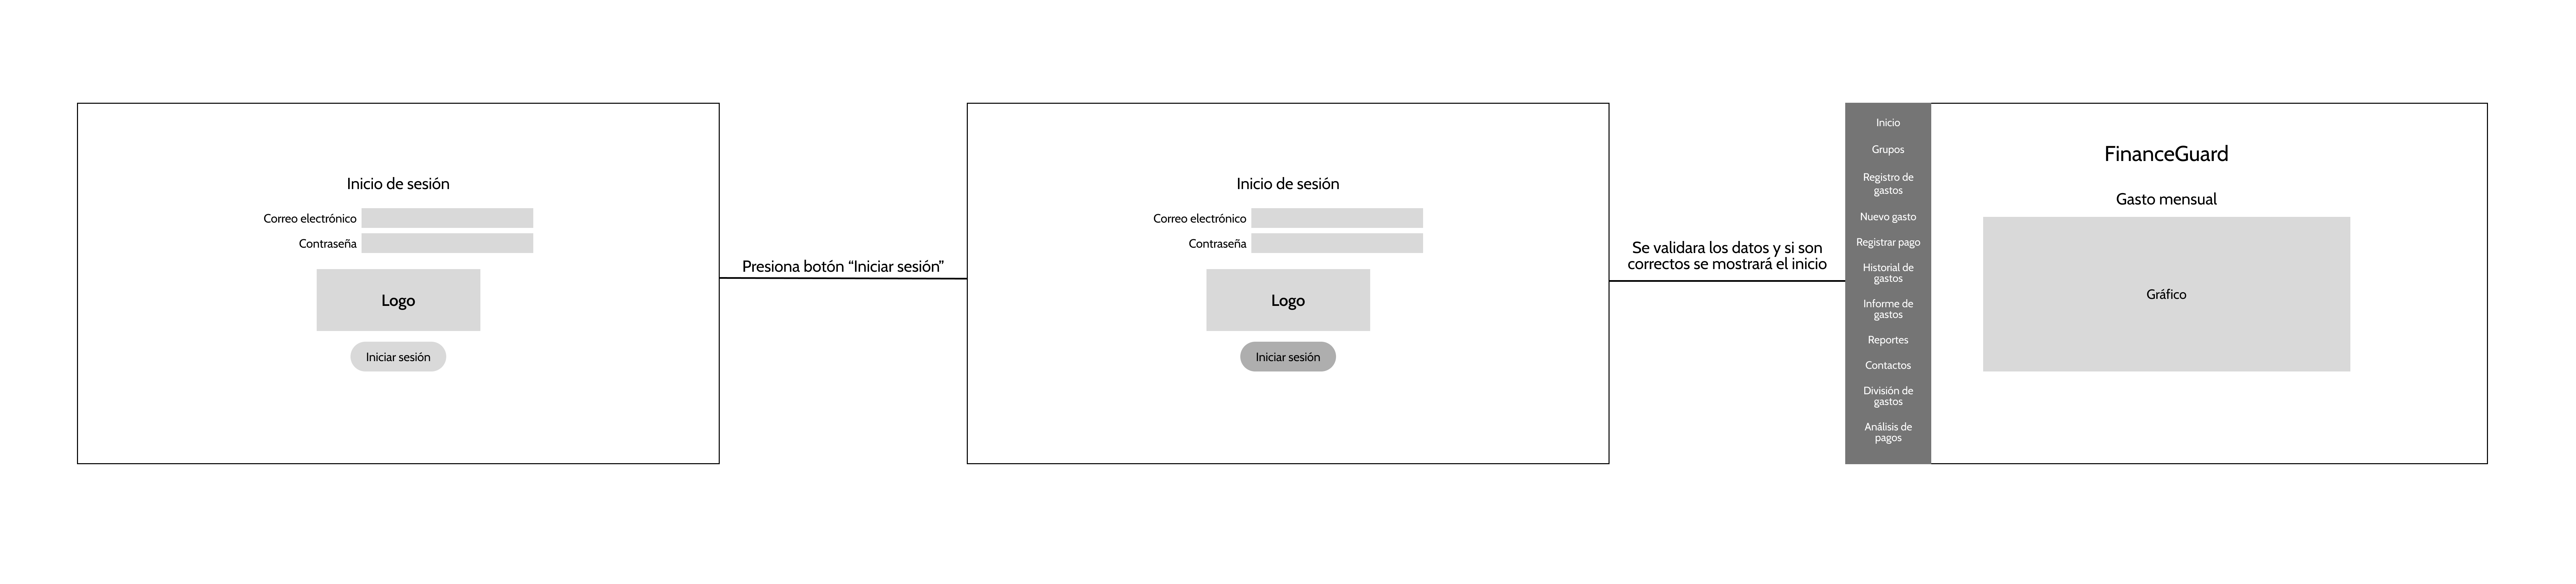 Inicio de sesión
Correo electrónico
Contraseña
Logo
Iniciar sesión
Presiona botón “Iniciar sesión”
Inicio de sesión
Correo electrónico
Contraseña
Logo
Iniciar sesión
Se validara los datos y si son
correctos se mostrará el inicio
Inicio
Grupos
Registro de
gastos
Nuevo gasto
Registrar pago
Historial de
gastos
Informe de
gastos
Reportes
Contactos
División de
gastos
Análisis de
pagos
FinanceGuard
Gasto mensual
Gráfico